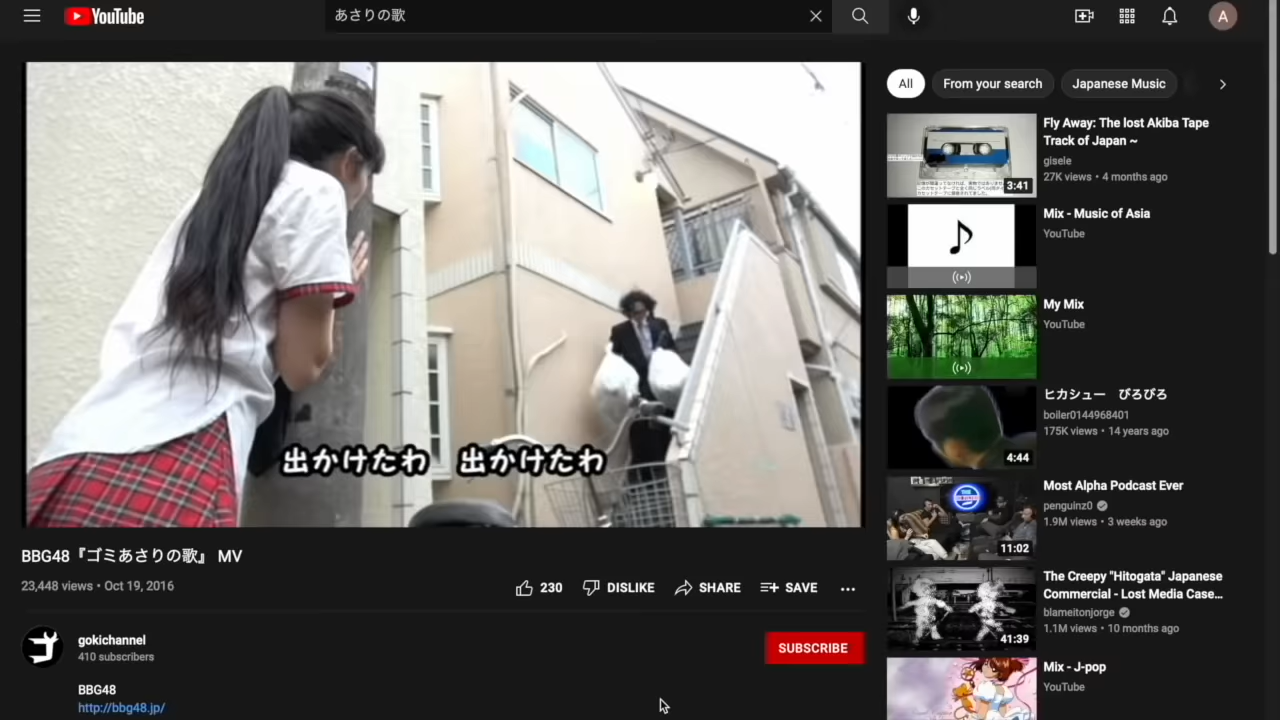 YouTube
あさりの歌
A
出かけたわ 出かけたわ
BBG48『ゴミあさりの歌』 MV
23,448 views • Oct 19, 2016
230
DISLIKE
SHARE
SAVE
gokichannel
410 subscribers
SUBSCRIBE
BBG48
http://bbg48.jp/
All
From your search
Japanese Music
Fly Away: The lost Akiba Tape
Track of Japan ~
gisele
27K views • 4 months ago
3:41
Mix - Music of Asia
YouTube
My Mix
YouTube
ヒカシュー びろびろ
boiler0144968401
175K views • 14 years ago
4:44
Most Alpha Podcast Ever
penguinz0
1.9M views • 3 weeks ago
11:02
The Creepy "Hitogata" Japanese
Commercial - Lost Media Case...
blameitonjorge
1.1M views • 10 months ago
41:39
Mix - J-pop
YouTube